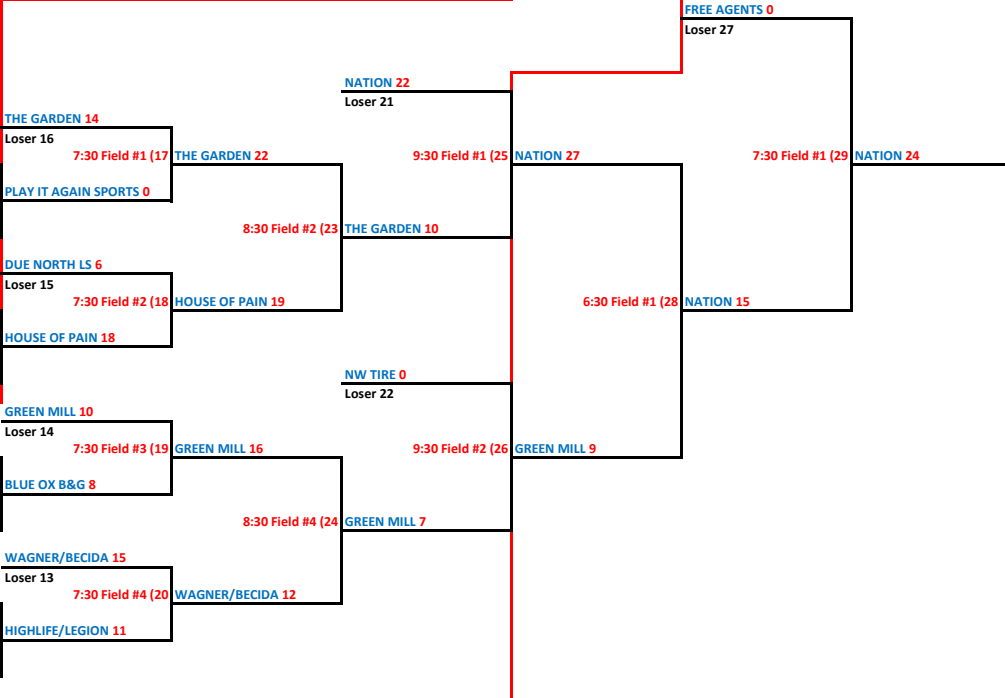 FREE AGENTS 0
Loser 27
NATION 22
Loser 21
THE GARDEN 14
Loser 16
7:30 Field #1 (17 THE GARDEN 22
9:30 Field #1 (25 NATION 27
7:30 Field #1 (29 NATION 24
PLAY IT AGAIN SPORTS 0
8:30 Field #2 (23 THE GARDEN 10
DUE NORTH LS 6
Loser 15
7:30 Field #2 (18 HOUSE OF PAIN 19
6:30 Field #1 (28 NATION 15
HOUSE OF PAIN 18
NW TIRE 0
Loser 22
GREEN MILL 10
Loser 14
7:30 Field #3 (19 GREEN MILL 16
9:30 Field #2 (26 GREEN MILL 9
BLUE OX B&G 8
8:30 Field #4 (24 GREEN MILL 7
WAGNER/BECIDA 15
Loser 13
7:30 Field #4 (20 WAGNER/BECIDA 12
HIGHLIFE/LEGION 11